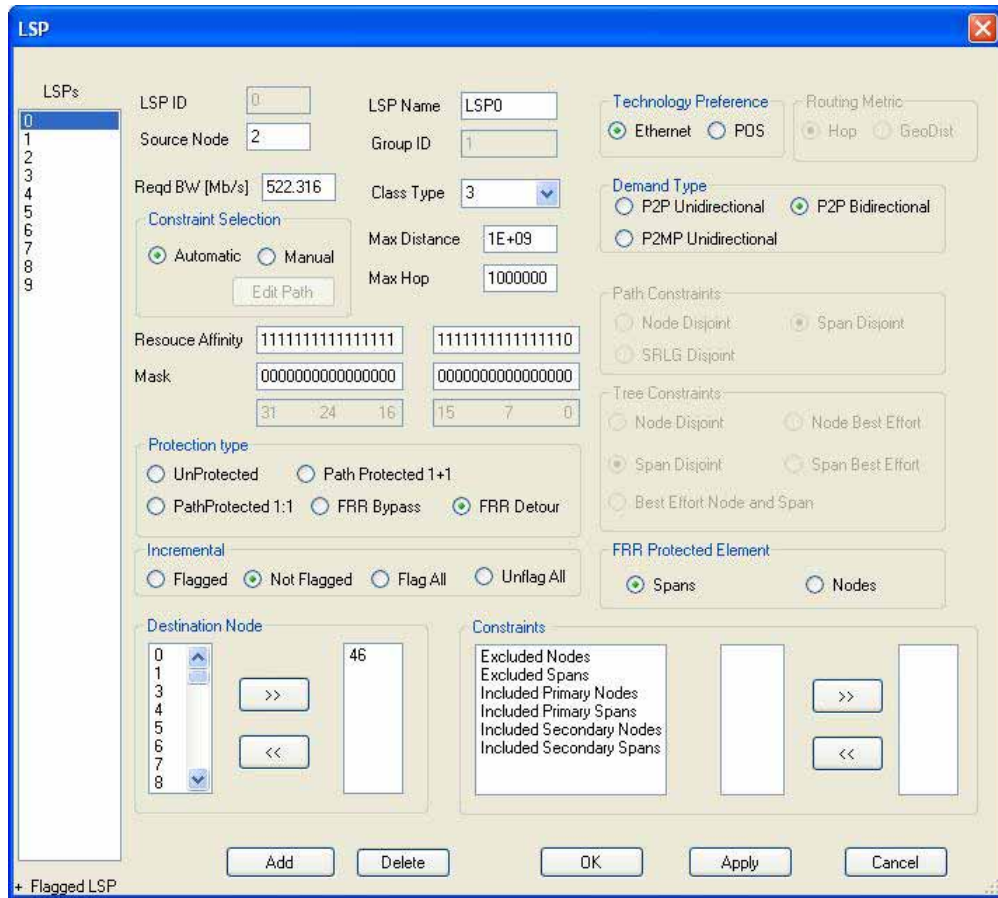 LSP
LSPs
0
1
2
3
4
5
6
7
8
9
+ Flagged LSP
LSP ID 0
LSP Name LSP0
Source Node 2
Group ID 1
Reqd BW [Mb/s] 522.316
Class Type 3
Constraint Selection
Automatic Manual
Edit Path
Max Distance 1E+09
Max Hop 1000000
Technology Preference
Ethernet POS
Routing Metric
Hop GeoDist
Demand Type
P2P Unidirectional P2P Bidirectional
P2MP Unidirectional
Resouce Affinity 1111111111111111 1111111111111110
Mask 0000000000000000 0000000000000000
31 24 16 15 7 0
Path Constraints
Node Disjoint Span Disjoint
SRLG Disjoint
Tree Constraints
Node Disjoint Node Best Effort
Span Disjoint Span Best Effort
Best Effort Node and Span
Protection type
UnProtected Path Protected 1+1
PathProtected 1:1 FRR Bypass FRR Detour
Incremental
Flagged Not Flagged Flag All Unflag All
FRR Protected Element
Spans Nodes
Destination Node
0
1
3
4
5
6
7
8
>>
<<
46
Constraints
Excluded Nodes
Excluded Spans
Included Primary Nodes
Included Primary Spans
Included Secondary Nodes
Included Secondary Spans
>>
<<
Add Delete OK Apply Cancel